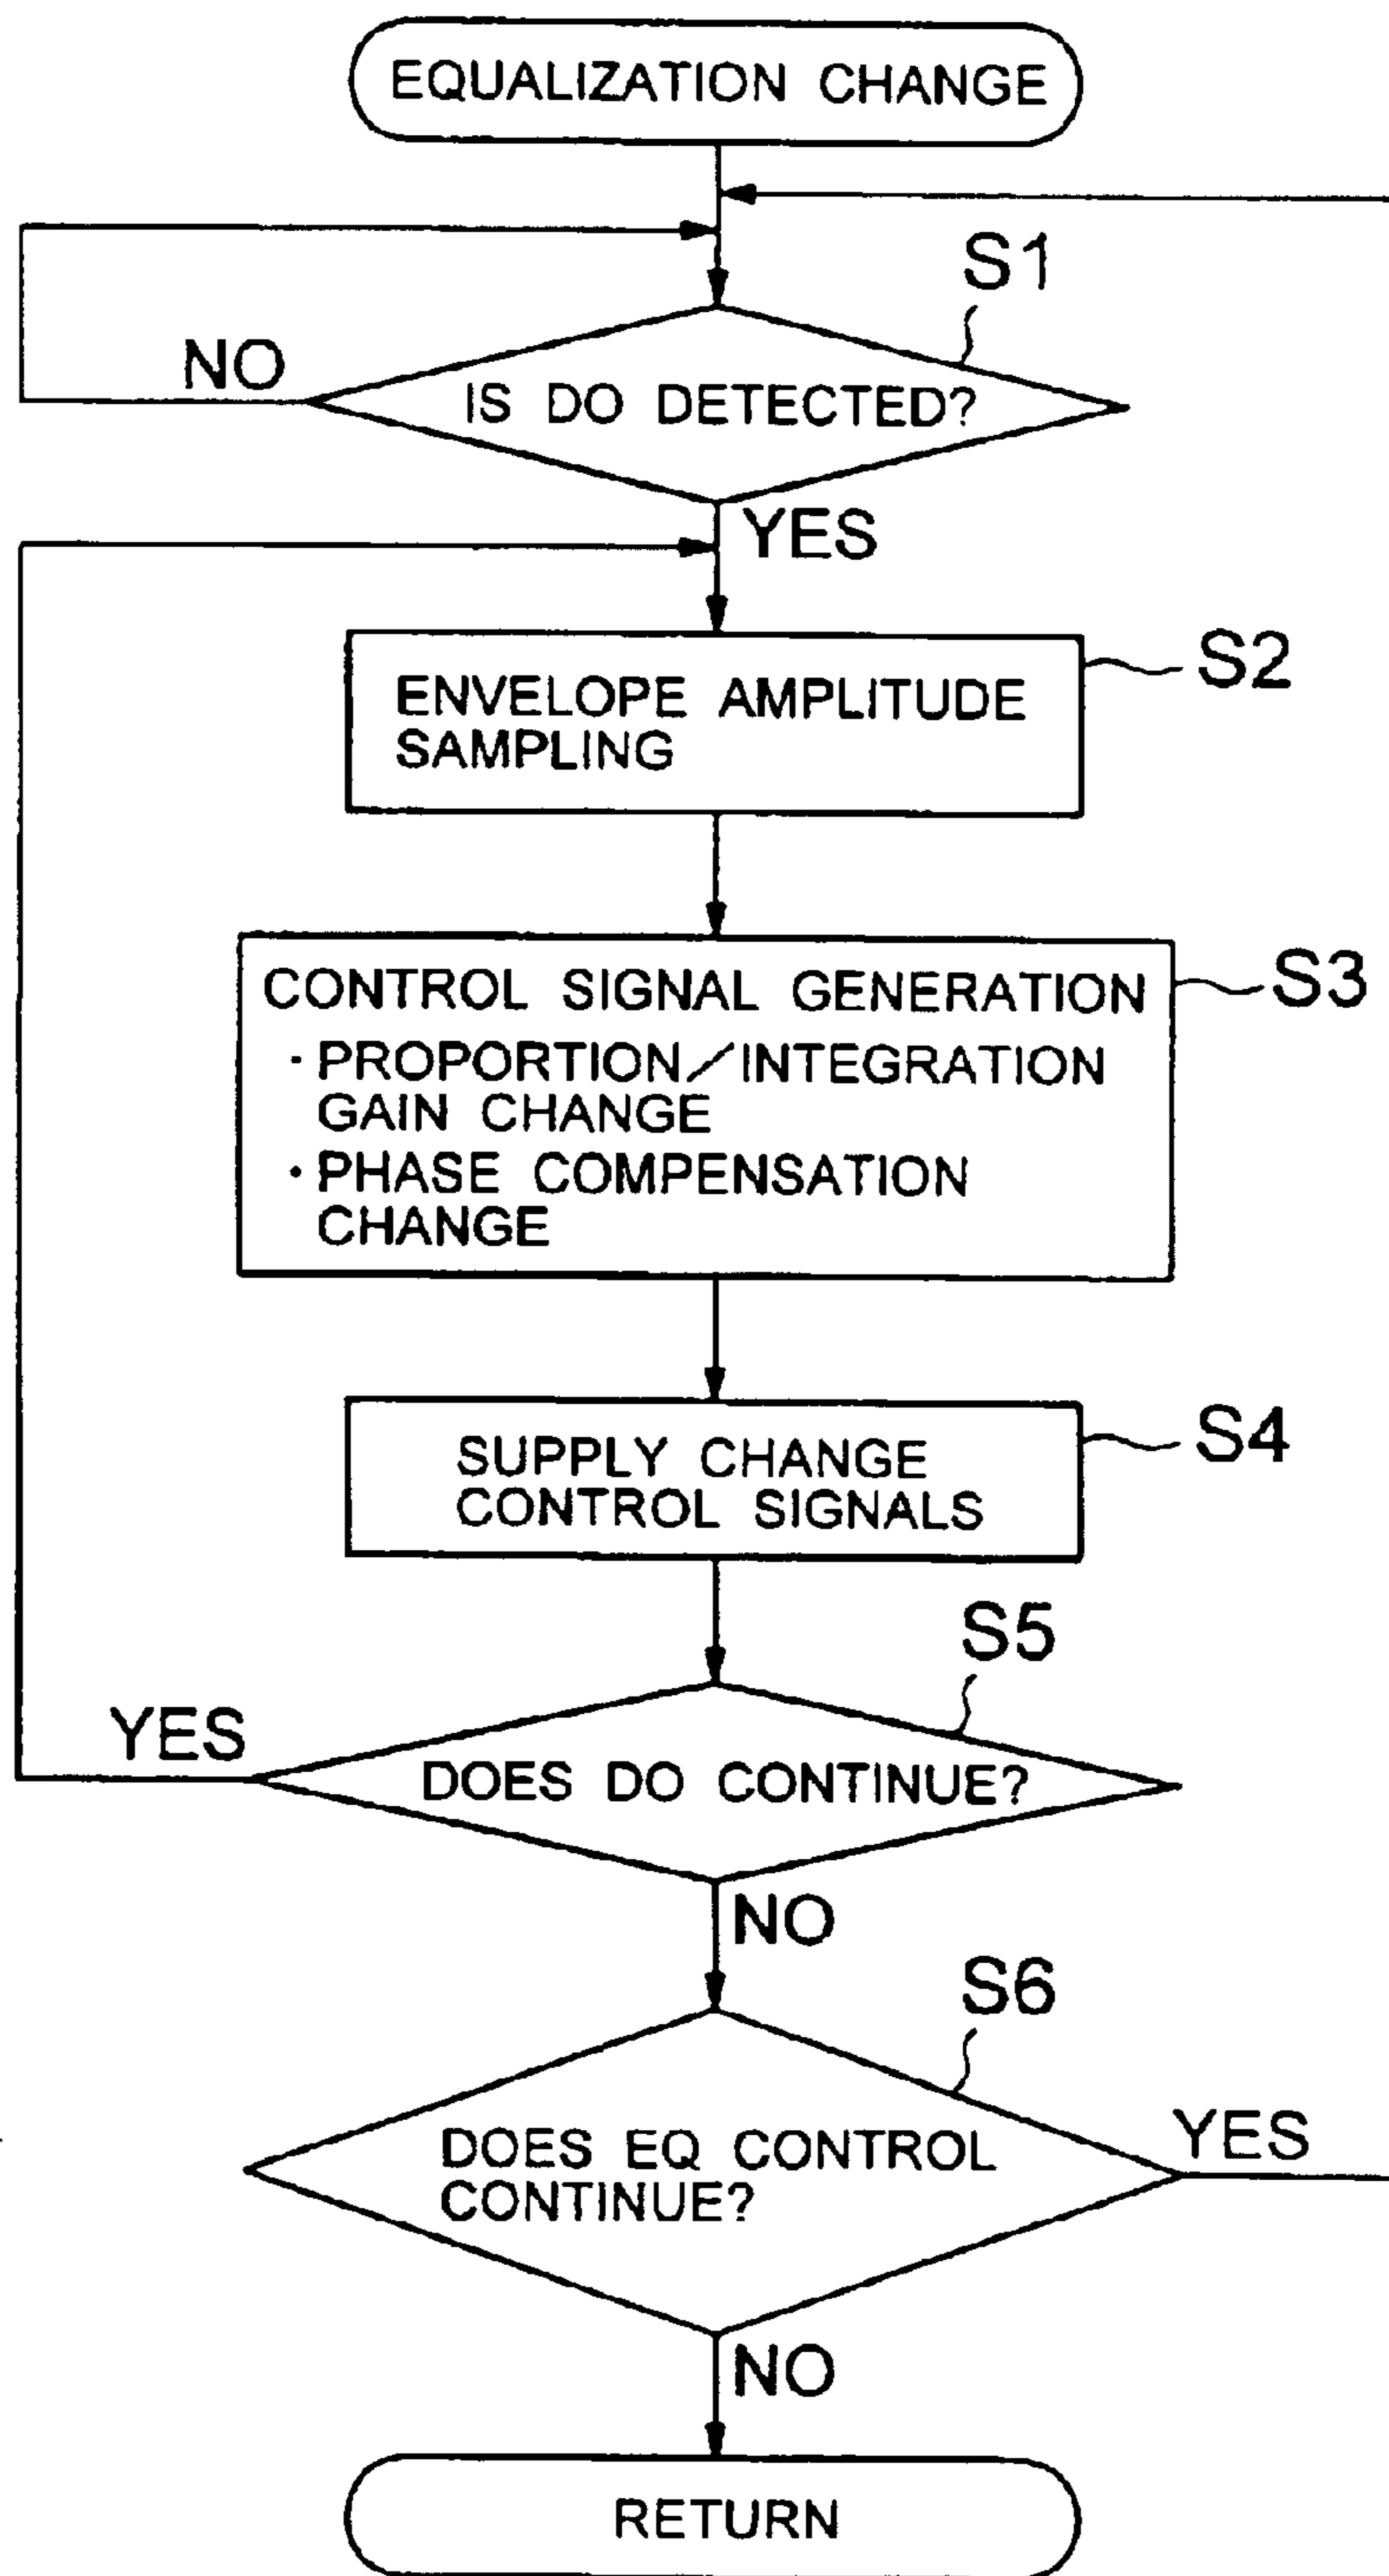 EQUALIZATION CHANGE
S1
NO
IS DO DETECTED?
YES
S2
ENVELOPE AMPLITUDE
SAMPLING
S3
CONTROL SIGNAL GENERATION
· PROPORTION/INTEGRATION
GAIN CHANGE
· PHASE COMPENSATION
CHANGE
S4
SUPPLY CHANGE
CONTROL SIGNALS
S5
YES
DOES DO CONTINUE?
NO
S6
DOES EQ CONTROL
CONTINUE?
YES
NO
RETURN